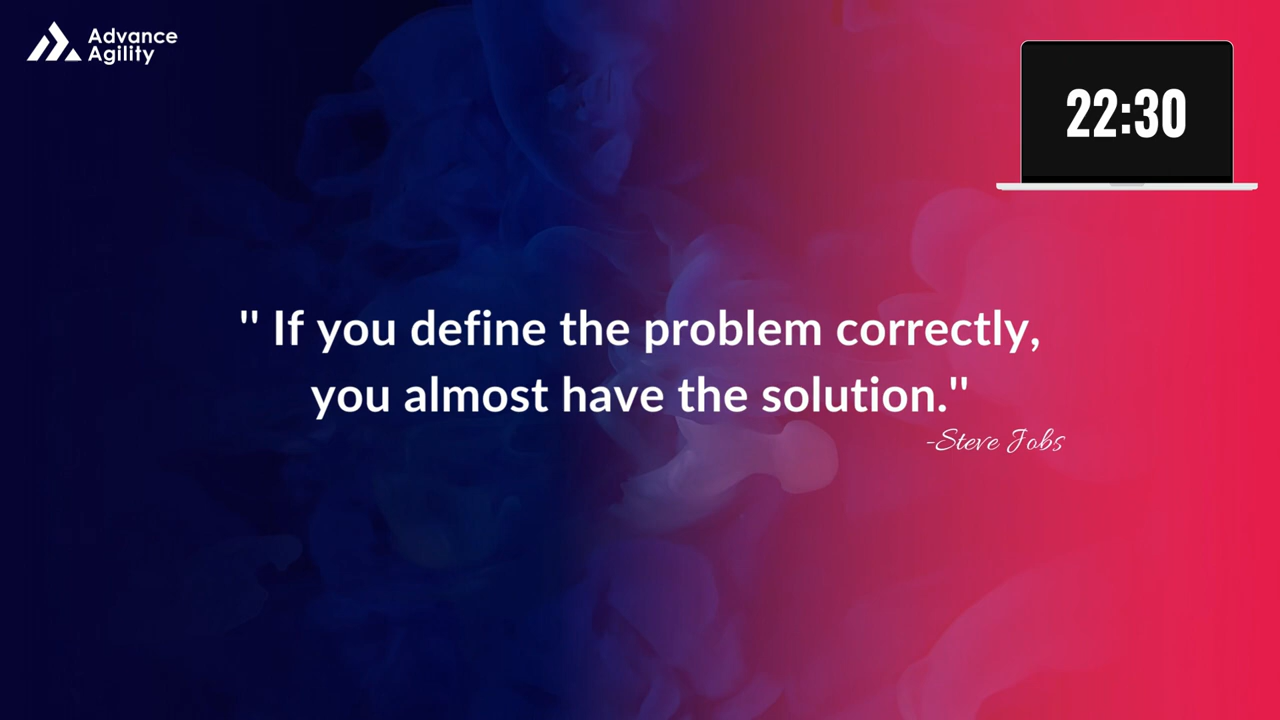 Advance
Agility
22:30
" If you define the problem correctly,
you almost have the solution."
-Steve Jobs